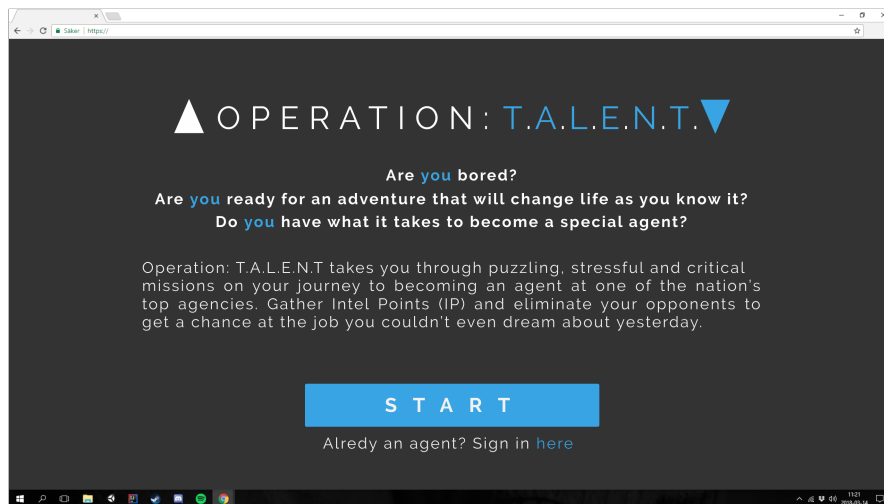 Säker | https://
OPERATION: T.A.L.E.N.T.
Are you bored?
Are you ready for an adventure that will change life as you know it?
Do you have what it takes to become a special agent?
Operation: T.A.L.E.N.T takes you through puzzling, stressful and critical
missions on your journey to becoming an agent at one of the nation's
top agencies. Gather Intel Points (IP) and eliminate your opponents to
get a chance at the job you couldn't even dream about yesterday.
START
Alredy an agent? Sign in here
11:21
2018-03-14